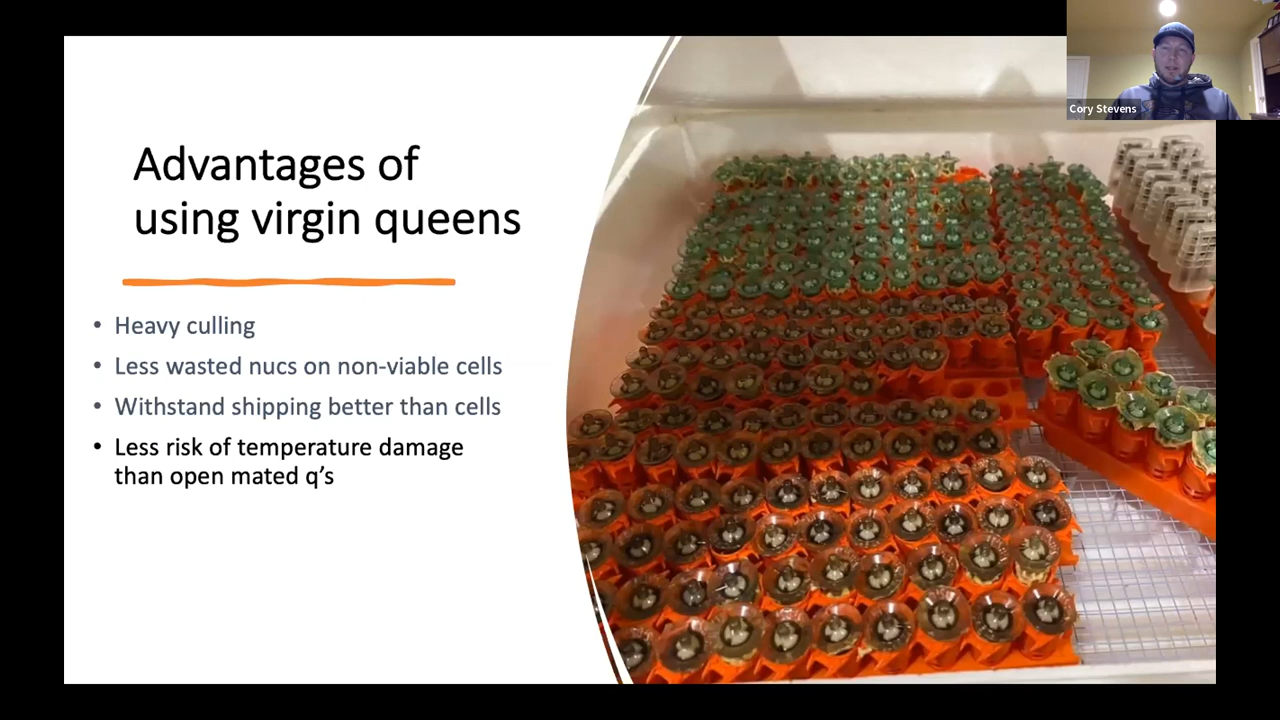 Advantages of
using virgin queens
• Heavy culling
• Less wasted nucs on non-viable cells
• Withstand shipping better than cells
• Less risk of temperature damage
than open mated q’s
Cory Stevens